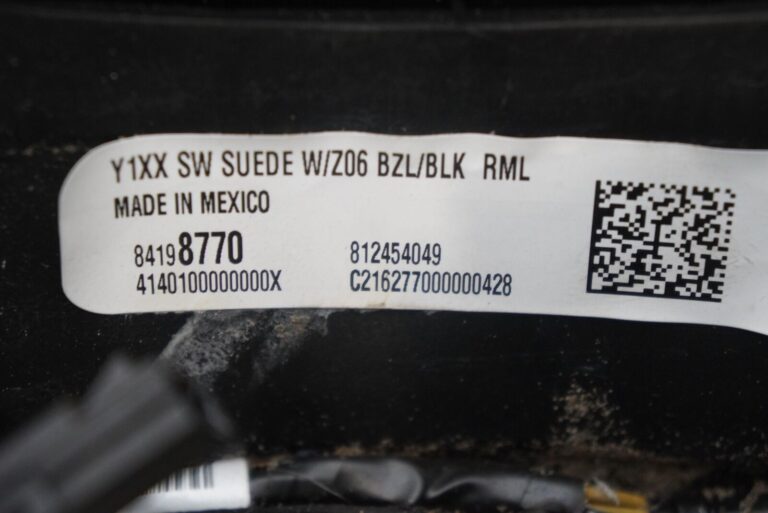 Y1XX SW SUEDE W/Z06 BZL/BLK RML
MADE IN MEXICO
84198770 812454049
4140100000000X C216277000000428